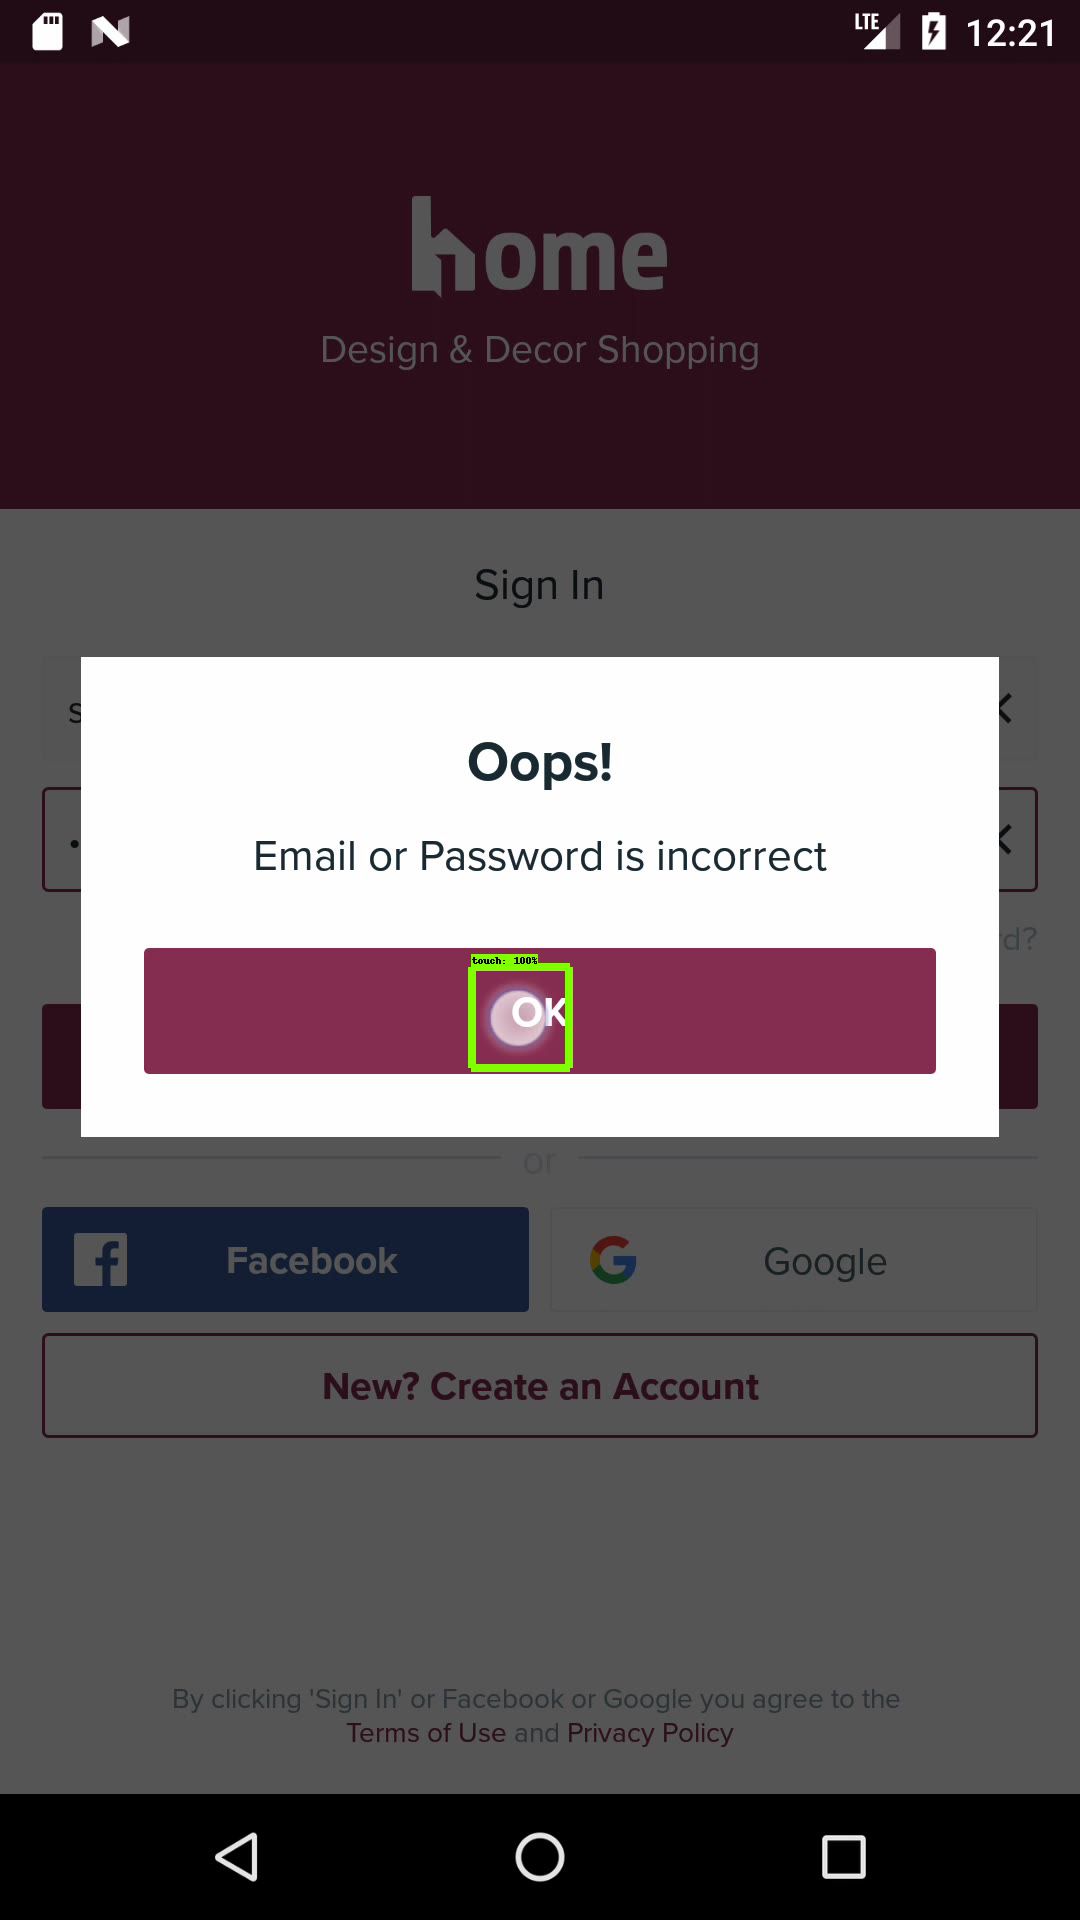 LTE 12:21
home
Design & Decor Shopping
Sign In
s
Oops!
Email or Password is incorrect
rd?
touch: 100%
OK
or
Facebook
Google
New? Create an Account
By clicking 'Sign In' or Facebook or Google you agree to the
Terms of Use and Privacy Policy